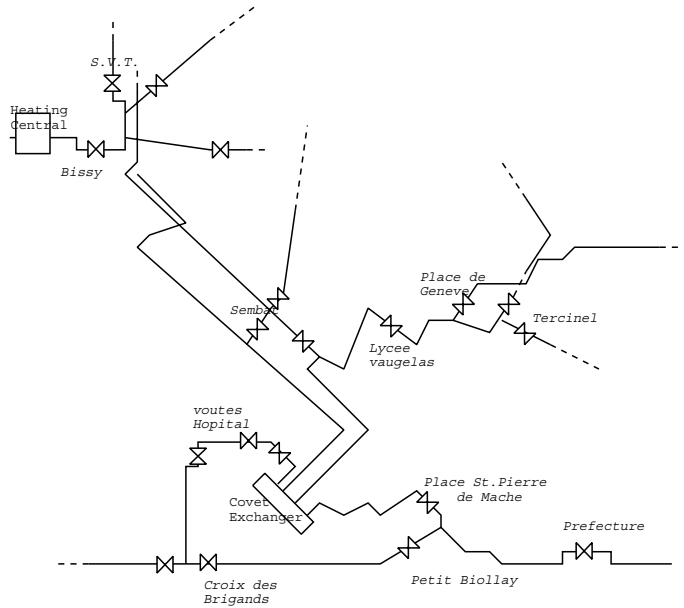 S.V.T.
Heating
Central
Bissy
Place de
Geneve
Sembat
Tercinel
Lycee
vaugelas
voutes
Hopital
Place St.Pierre
de Mache
Covet
Exchanger
Prefecture
Croix des
Brigands
Petit Biollay